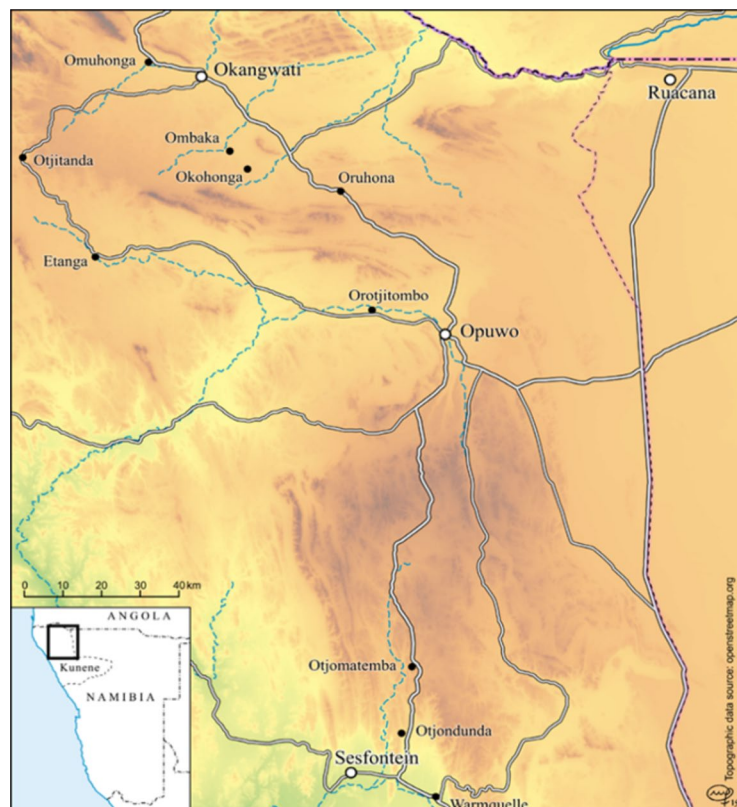 Omuhonga
Okangwati
Ruacana
Ombaka
Otjitanda
Okohonga
Oruhona
Etanga
Orotjitombo
Opuwo
0 10 20 30 40 km
ANGOLA
Kunene
NAMIBIA
Otjomatemba
Otjondunda
Sesfontein
Warmquelle
Topographic data source: openstreetmap.org